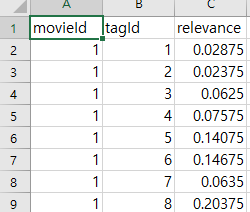 A B C
1 movieId tagId relevance
2 1 1 0.02875
3 1 2 0.02375
4 1 3 0.0625
5 1 4 0.07575
6 1 5 0.14075
7 1 6 0.14675
8 1 7 0.0635
9 1 8 0.20375